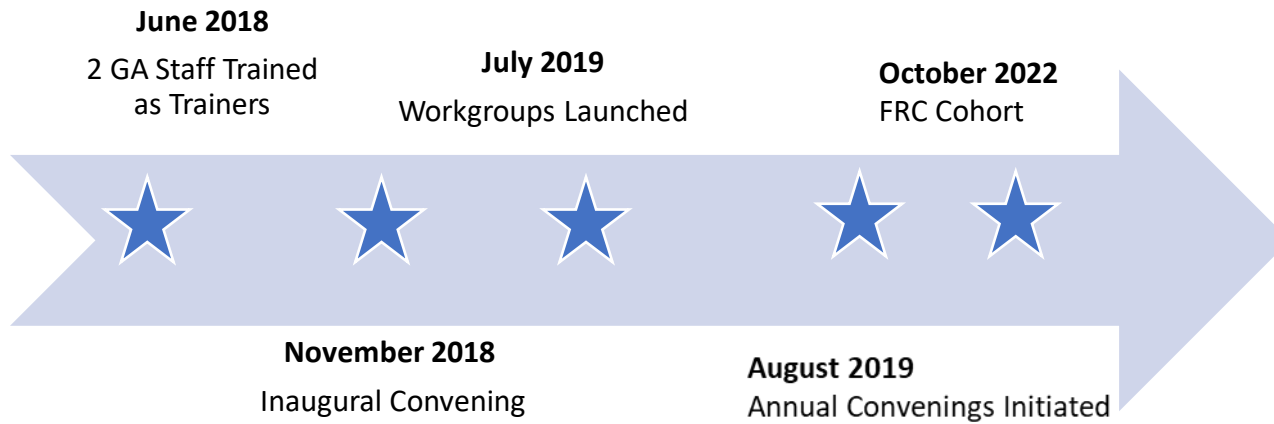 June 2018
2 GA Staff Trained
as Trainers
November 2018
Inaugural Convening
July 2019
Workgroups Launched
August 2019
Annual Convenings Initiated
October 2022
FRC Cohort